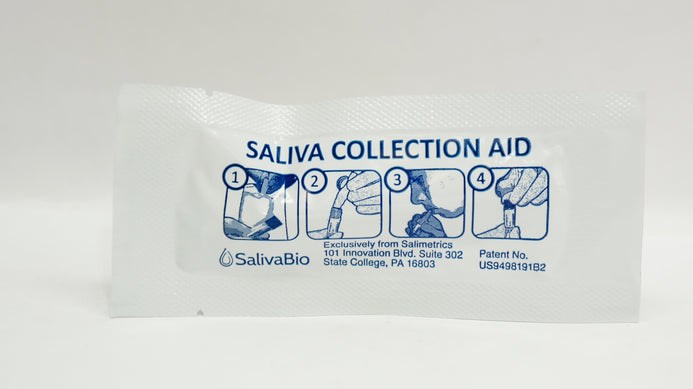 SALIVA COLLECTION AID
1 2 3 4
SalivaBio
Exclusively from Salimetrics
101 Innovation Blvd. Suite 302
State College, PA 16803
Patent No.
US9498191B2